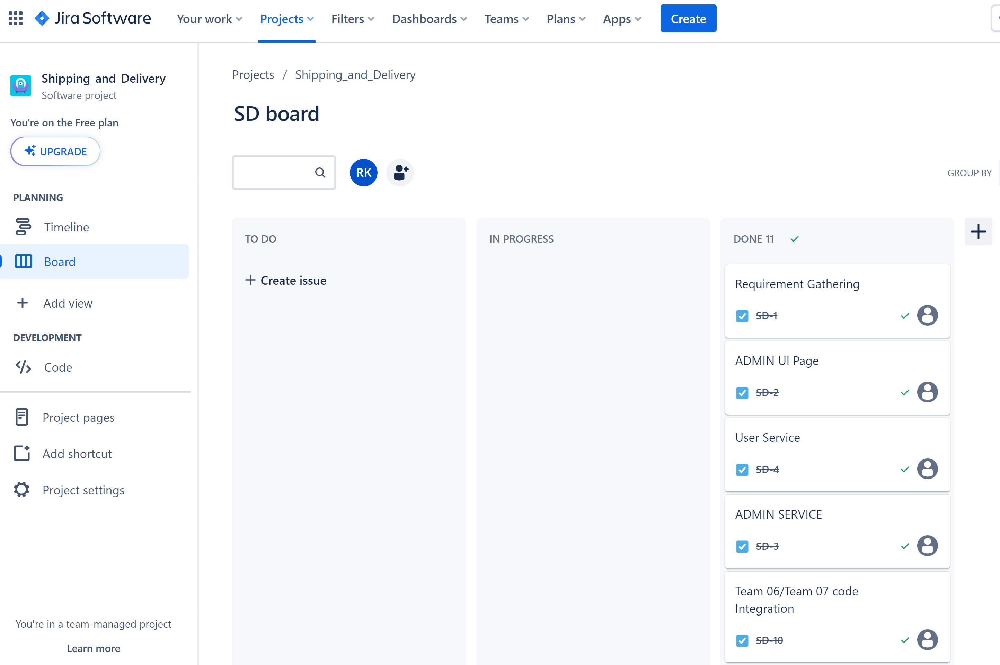 Jira Software
Your work
Projects
Filters
Dashboards
Teams
Plans
Apps
Create
Shipping_and_Delivery
Software project
You're on the Free plan
UPGRADE
PLANNING
Timeline
Board
Add view
DEVELOPMENT
Code
Project pages
Add shortcut
Project settings
You're in a team-managed project
Learn more
Projects / Shipping_and_Delivery
SD board
RK
GROUP BY
TO DO
Create issue
IN PROGRESS
DONE 11
Requirement Gathering
SD-1
ADMIN UI Page
SD-2
User Service
SD-4
ADMIN SERVICE
SD-3
Team 06/Team 07 code
Integration
SD-10